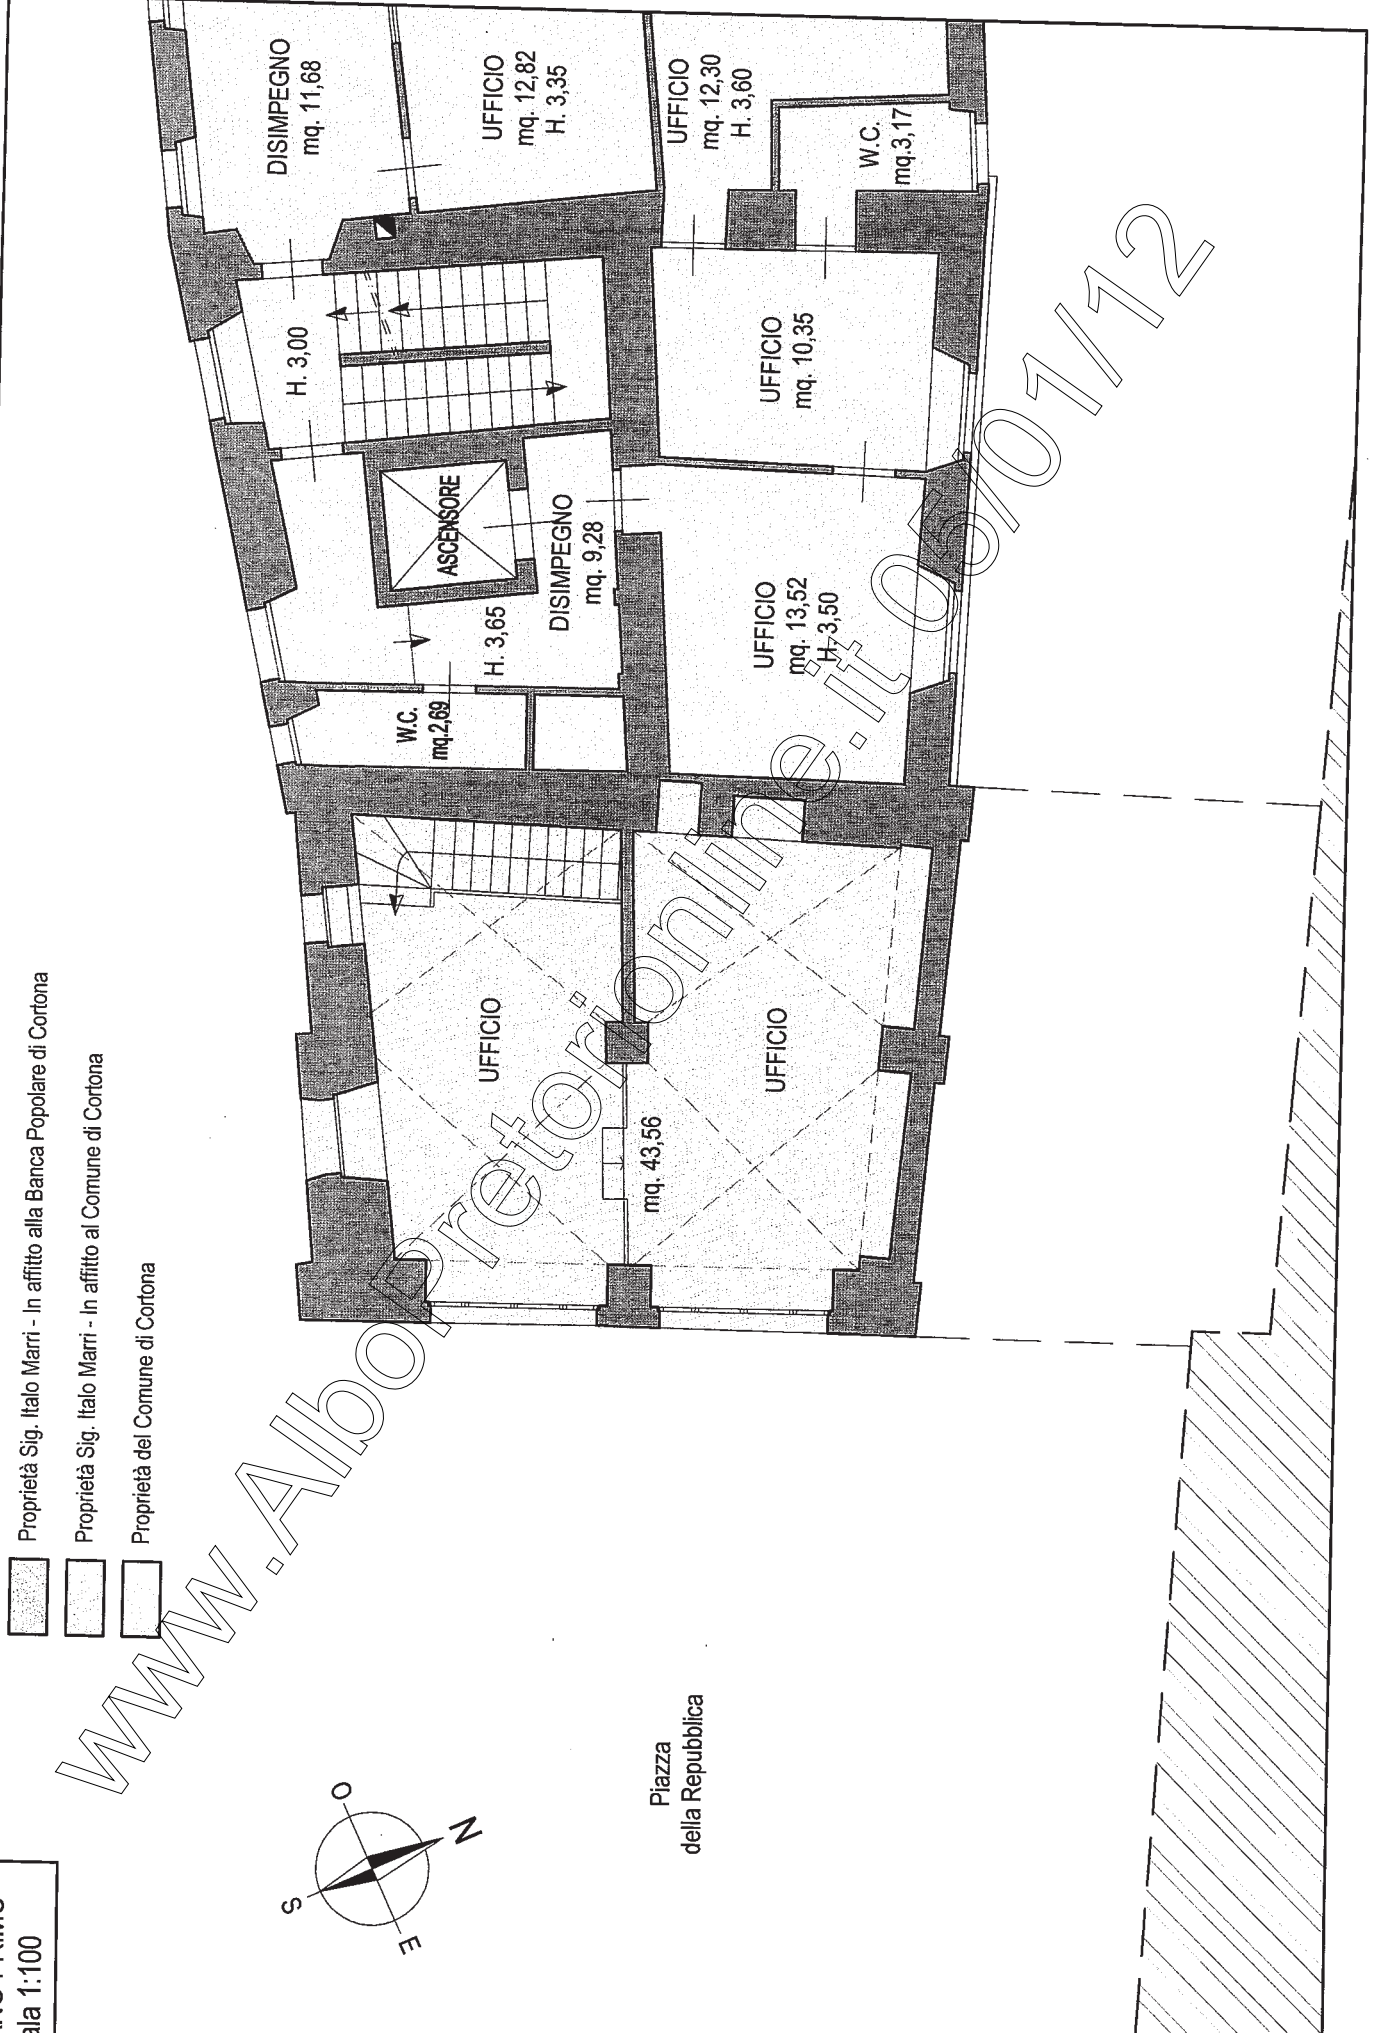 ala 1:100
Proprietà Sig. Italo Marri - In affitto alla Banca Popolare di Cortona
Proprietà Sig. Italo Marri - In affitto al Comune di Cortona
Proprietà del Comune di Cortona
S
O
E
N
Piazza
della Repubblica
DISIMPEGNO
mq. 11,68
UFFICIO
mq. 12,82
H. 3,35
UFFICIO
mq. 12,30
H. 3,60
W.C.
mq.3,17
H. 3,00
UFFICIO
mq. 10,35
ASCENSORE
DISIMPEGNO
mq. 9,28
H. 3,65
W.C.
mq.2,69
UFFICIO
mq. 13,52
H. 3,50
UFFICIO
mq. 43,56
UFFICIO
www.AlboPretorionline.it 05/01/12